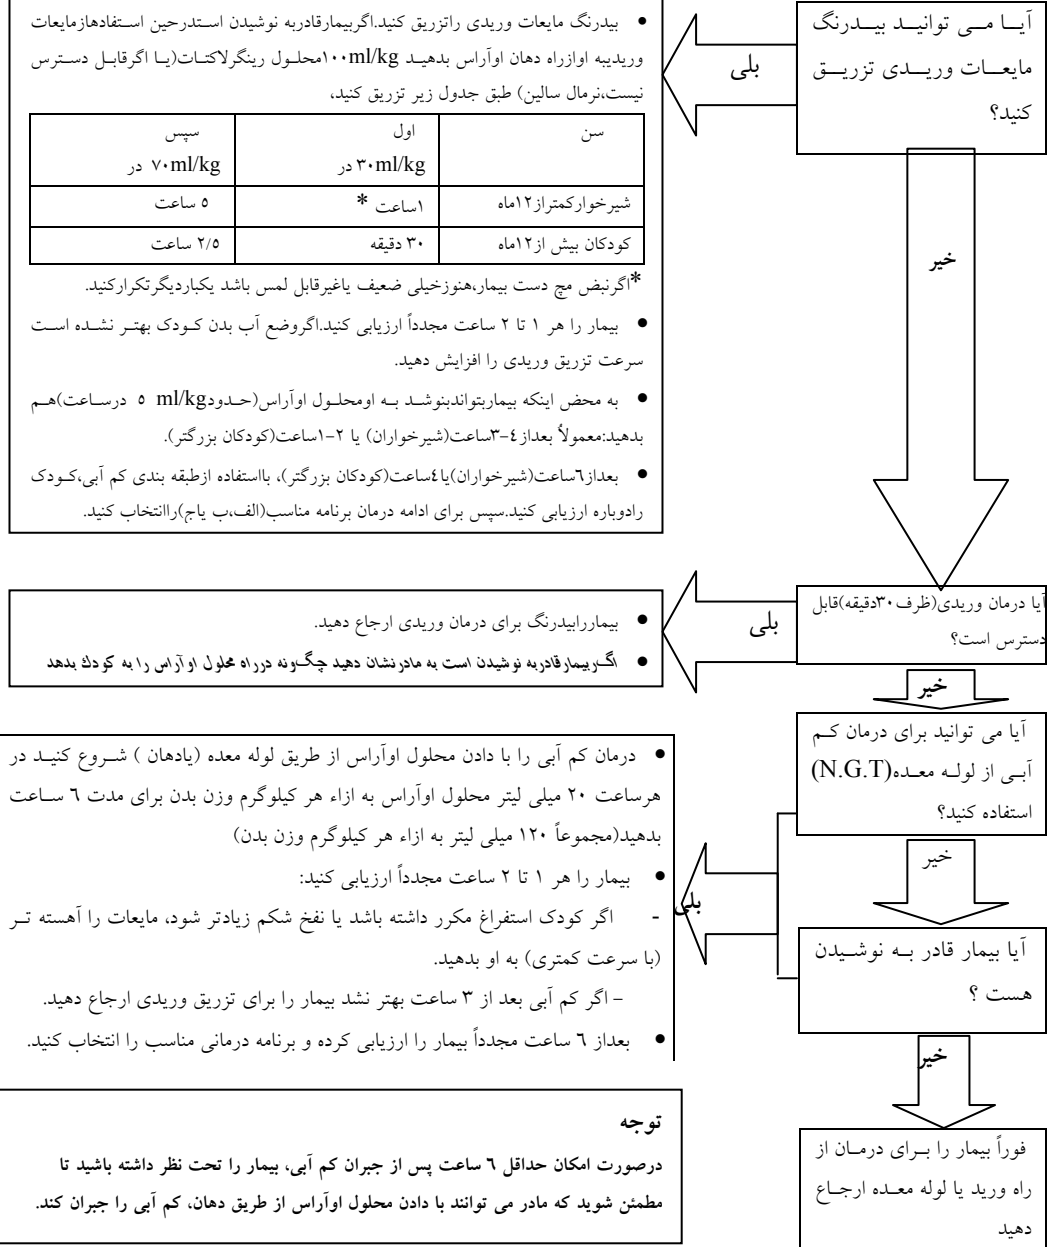 آیا می توانید بیدرنگ
مایعات وریدی تزریق
کنید؟
بلی
● بیدرنگ مایعات وریدی راتزریق کنید.اگربیمارقادربه نوشیدن استدرحین استفادهازمایعات
وریدیبه اوازراه دهان اوآراس بدهید ۱۰۰ml/kgمحلول رینگرلاکتات(یا اگرقابل دسترس
نیست،نرمال سالین) طبق جدول زیر تزریق کنید،
سن اول سپس
۳۰ml/kg در ۷۰ml/kg در
شیرخوارکمتراز۱۲ماه ۱ساعت * ۵ ساعت
کودکان بیش از۱۲ماه ۳۰ دقیقه ۲/۵ ساعت
*اگرنبض مچ دست بیمار،هنوزخیلی ضعیف یاغیرقابل لمس باشد یکباردیگرتکرارکنید.
● بیمار را هر ۱ تا ۲ ساعت مجدداً ارزیابی کنید.اگروضع آب بدن کودک بهتر نشده است
سرعت تزریق وریدی را افزایش دهید.
● به محض اینکه بیماربتواندبنوشد به اومحلول اوآراس(حدودml/kg ۵ درساعت)هم
بدهید:معمولاً بعداز۴-۳ساعت(شیرخواران) یا ۲-۱ساعت(کودکان بزرگتر).
● بعداز۶ساعت(شیرخواران)یا۴ساعت(کودکان بزرگتر)، بااستفاده ازطبقه بندی کم آبی،کودک
رادوباره ارزیابی کنید.سپس برای ادامه درمان برنامه مناسب(الف،ب یاج)راانتخاب کنید.
خیر
آیا درمان وریدی(ظرف۳۰دقیقه)قابل
دسترس است؟
بلی
● بیماررابیدرنگ برای درمان وریدی ارجاع دهید.
● اگربیمارقادربه نوشیدن است به مادرنشان دهید چگونه درراه محلول اوآراس رابه کودک بدهد
خیر
آیا می توانید برای درمان کم
آبی از لوله معده(N.G.T)
استفاده کنید؟
خیر
آیا بیمار قادر به نوشیدن
هست ؟
بلی
● درمان کم آبی را با دادن محلول اوآراس از طریق لوله معده (یادهان ) شروع کنید در
هرساعت ۲۰ میلی لیتر محلول اوآراس به ازاء هر کیلوگرم وزن بدن برای مدت ۶ ساعت
بدهید(مجموعاً ۱۲۰ میلی لیتر به ازاء هر کیلوگرم وزن بدن)
● بیمار را هر ۱ تا ۲ ساعت مجدداً ارزیابی کنید:
- اگر کودک استفراغ مکرر داشته باشد یا نفخ شکم زیادتر شود، مایعات را آهسته تر
(با سرعت کمتری) به او بدهید.
– اگر کم آبی بعد از ۳ ساعت بهتر نشد بیمار را برای تزریق وریدی ارجاع دهید.
● بعداز ۶ ساعت مجدداً بیمار را ارزیابی کرده و برنامه درمانی مناسب را انتخاب کنید.
خیر
فوراً بیمار را برای درمان از
راه ورید یا لوله معده ارجاع
دهید
توجه
درصورت امکان حداقل ۶ ساعت پس از جبران کم آبی، بیمار را تحت نظر داشته باشید تا
مطمئن شوید که مادر می توانند با دادن محلول اوآراس از طریق دهان، کم آبی را جبران کند.